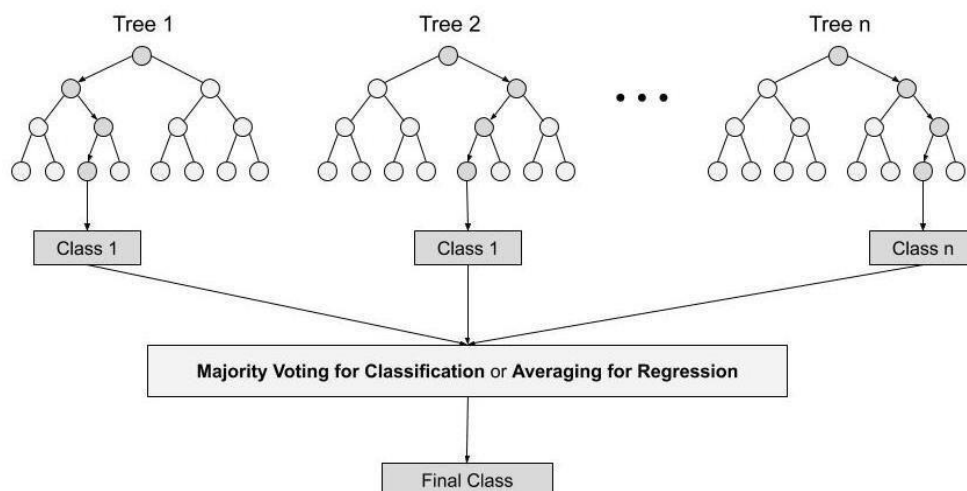 Tree 1
Tree 2
Tree n
Class 1
Class 1
Class n
Majority Voting for Classification or Averaging for Regression
Final Class